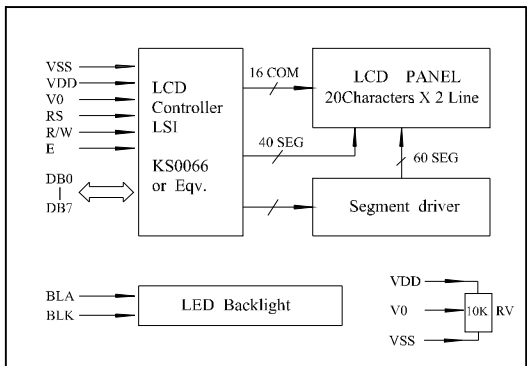 VSS
VDD
V0
RS
R/W
E
DB0
DB7
LCD
Controller
LSI
KS0066
or Eqv.
16 COM
40 SEG
LCD PANEL
20Characters X 2 Line
60 SEG
Segment driver
BLA
BLK
LED Backlight
VDD
V0
VSS
10K
RV